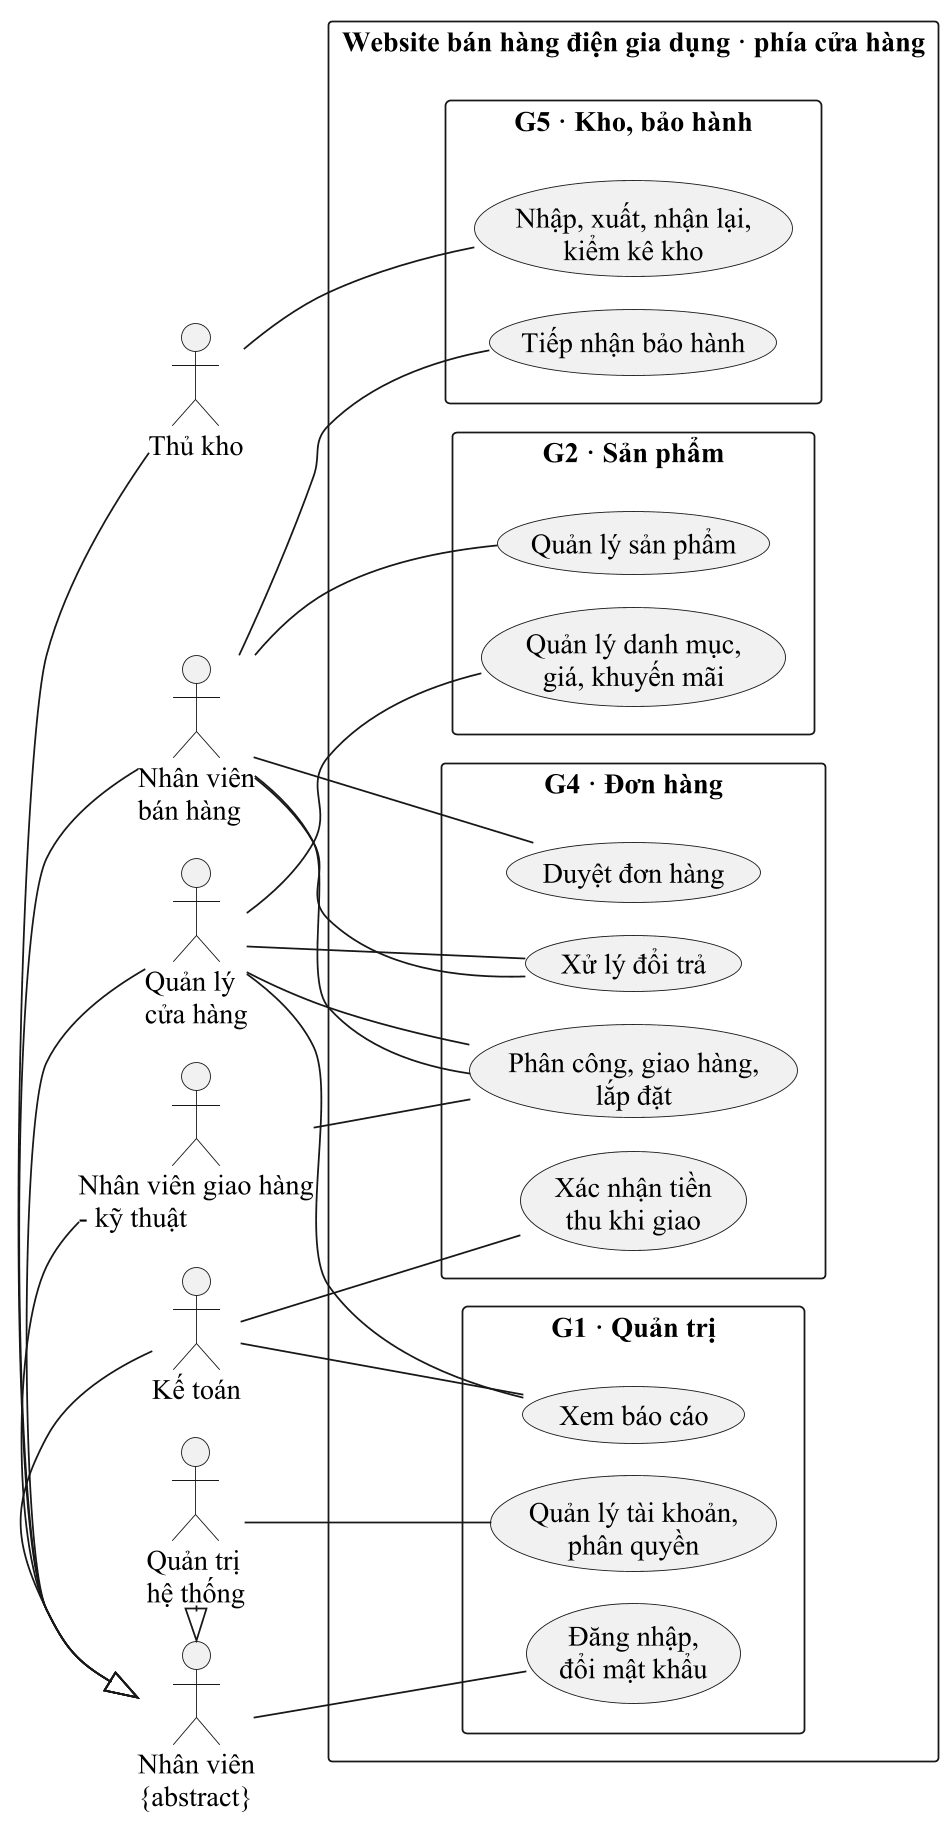 Website bán hàng điện gia dụng · phía cửa hàng
G5 · Kho, bảo hành
Nhập, xuất, nhận lại,
kiểm kê kho
Tiếp nhận bảo hành
Thủ kho
G2 · Sản phẩm
Quản lý sản phẩm
Quản lý danh mục,
giá, khuyến mãi
Nhân viên
bán hàng
G4 · Đơn hàng
Duyệt đơn hàng
Xử lý đổi trả
Quản lý
cửa hàng
Phân công, giao hàng,
lắp đặt
Nhân viên giao hàng
- kỹ thuật
Xác nhận tiền
thu khi giao
Kế toán
G1 · Quản trị
Xem báo cáo
Quản lý tài khoản,
phân quyền
Quản trị
hệ thống
Đăng nhập,
đổi mật khẩu
Nhân viên
{abstract}